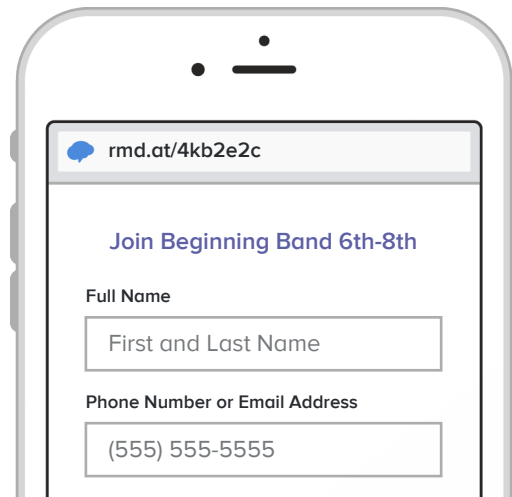 rmd.at/4kb2e2c
Join Beginning Band 6th-8th
Full Name
First and Last Name
Phone Number or Email Address
(555) 555-5555